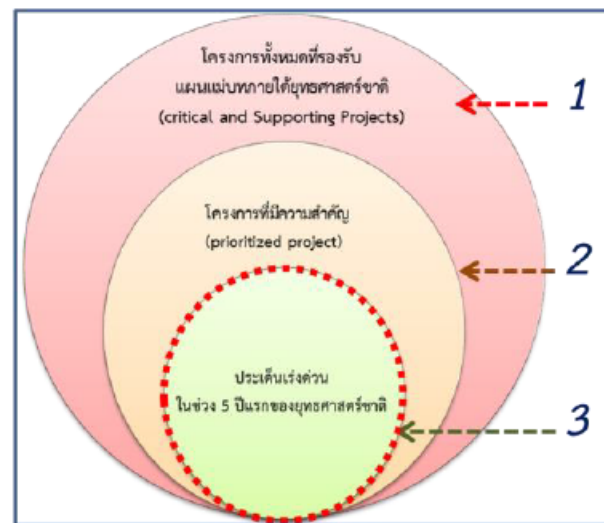 โครงการทั้งหมดที่รองรับ
แผนแม่บทภายใต้ยุทธศาสตร์ชาติ
(critical and Supporting Projects)
1
โครงการที่มีความสำคัญ
(prioritized project)
2
ประเด็นเร่งด่วน
ในช่วง 5 ปีแรกของยุทธศาสตร์ชาติ
3